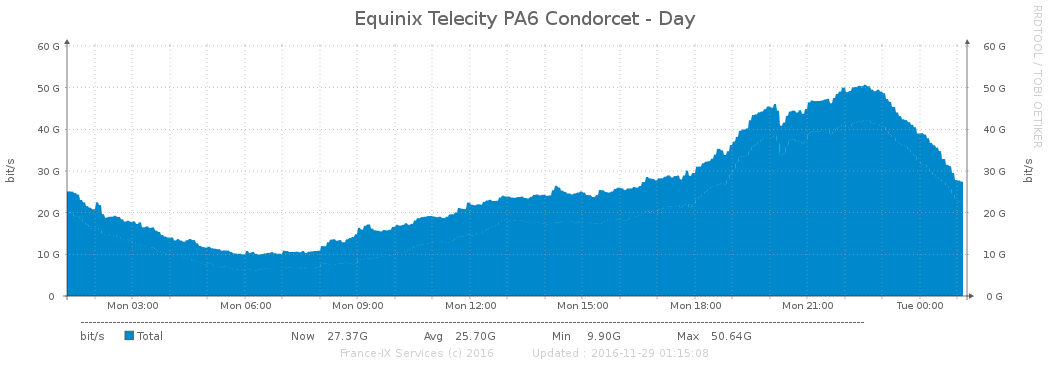 Equinix Telecity PA6 Condorcet - Day
RRDTOOL / TOBI OETIKER
60 G 60 G
50 G 50 G
40 G 40 G
30 G 30 G
20 G 20 G
10 G 10 G
0 0 G
bit/s bit/s
Mon 03:00 Mon 06:00 Mon 09:00 Mon 12:00 Mon 15:00 Mon 18:00 Mon 21:00 Tue 00:00
bit/s Total Now 27.37G Avg 25.70G Min 9.90G Max 50.64G
France-IX Services (c) 2016 Updated : 2016-11-29 01:15:08